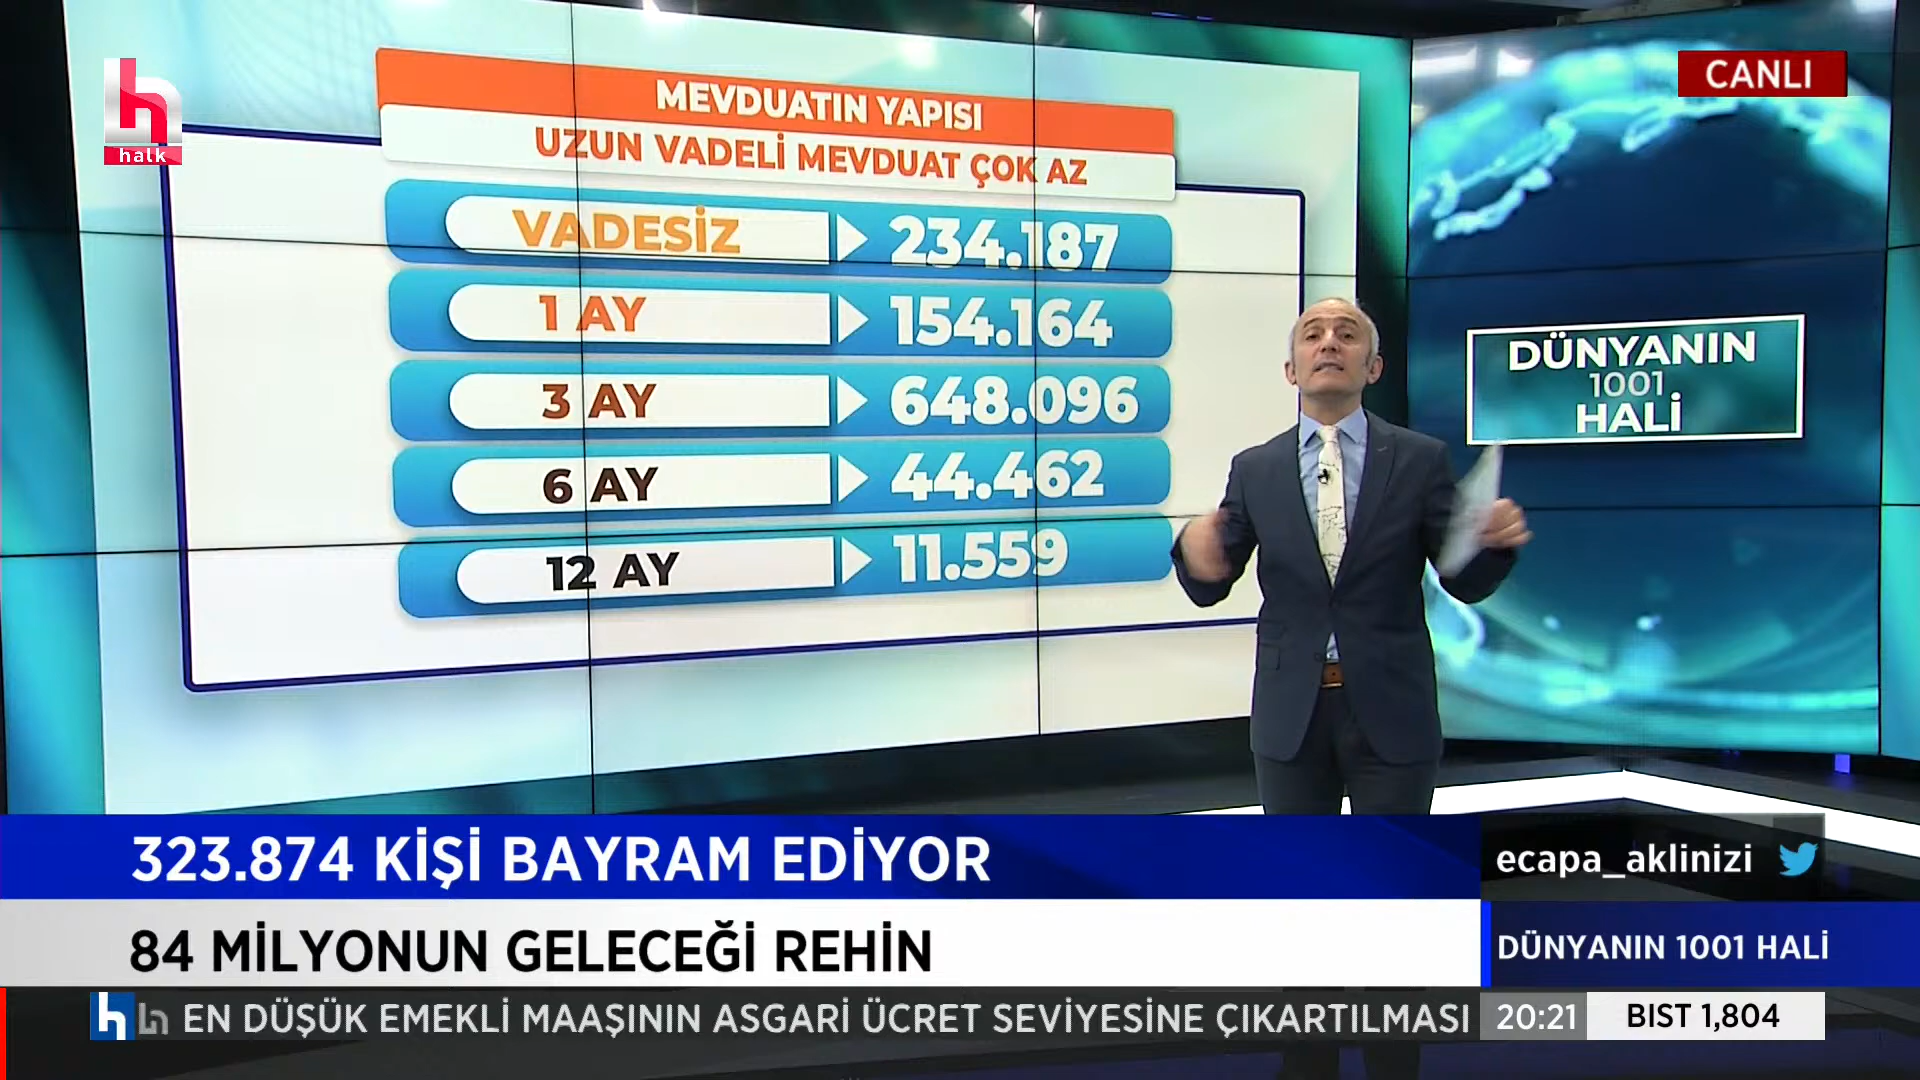 halk
CANLI
MEVDUATIN YAPISI
UZUN VADELİ MEVDUAT ÇOK AZ
VADESİZ 234.187
1 AY 154.164
3 AY 648.096
6 AY 44.462
12 AY 11.559
DÜNYANIN
1001
HALİ
323.874 KİŞİ BAYRAM EDİYOR
ecapa_aklinizi
84 MİLYONUN GELECEĞİ REHİN
DÜNYANIN 1001 HALİ
EN DÜŞÜK EMEKLİ MAAŞININ ASGARİ ÜCRET SEVİYESİNE ÇIKARTILMASI
20:21
BIST 1,804